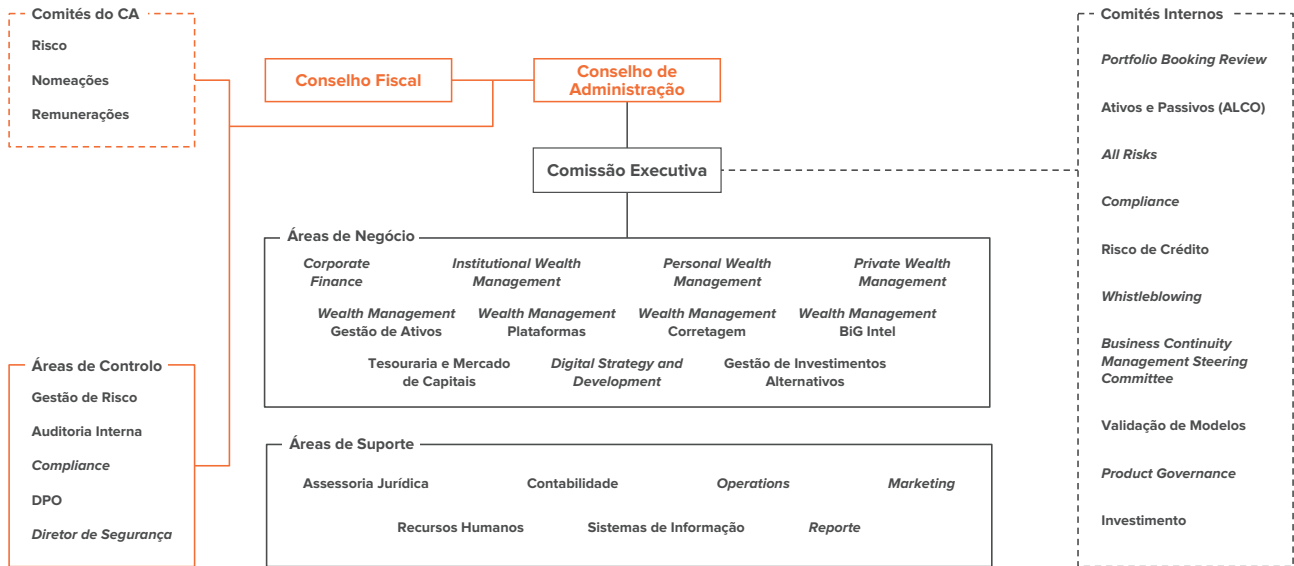 Comités do CA
Risco
Nomeações
Remunerações
Conselho Fiscal
Conselho de
Administração
Comissão Executiva
Áreas de Negócio
Corporate
Finance
Institutional Wealth
Management
Personal Wealth
Management
Private Wealth
Management
Wealth Management
Gestão de Ativos
Wealth Management
Plataformas
Wealth Management
Corretagem
Wealth Management
BiG Intel
Tesouraria e Mercado
de Capitais
Digital Strategy and
Development
Gestão de Investimentos
Alternativos
Áreas de Controlo
Gestão de Risco
Auditoria Interna
Compliance
DPO
Diretor de Segurança
Áreas de Suporte
Assessoria Jurídica
Contabilidade
Operations
Marketing
Recursos Humanos
Sistemas de Informação
Reporte
Comités Internos
Portfolio Booking Review
Ativos e Passivos (ALCO)
All Risks
Compliance
Risco de Crédito
Whistleblowing
Business Continuity
Management Steering
Committee
Validação de Modelos
Product Governance
Investimento